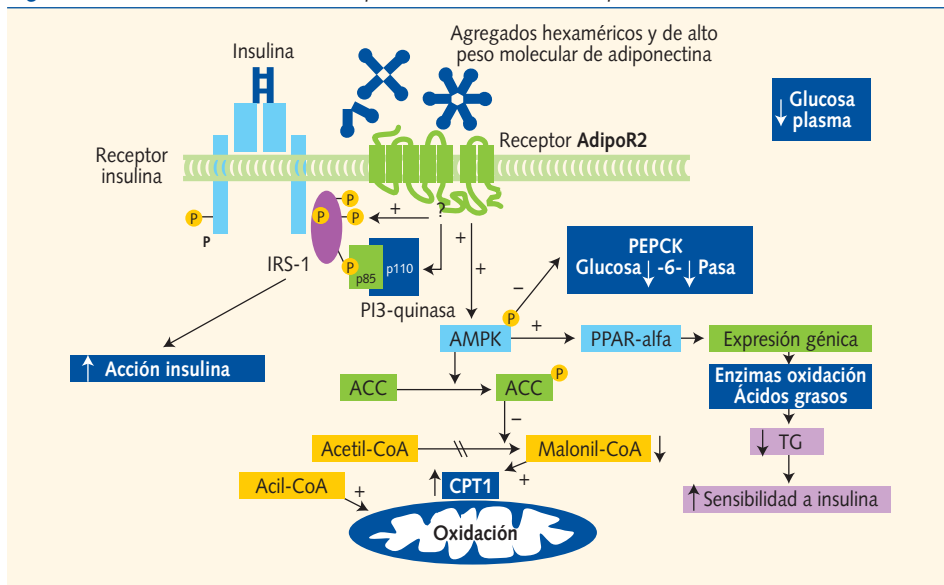 Insulina
Agregados hexaméricos y de alto
peso molecular de adiponectina
↓ Glucosa
plasma
Receptor AdipoR2
Receptor
insulina
P
P
P
P
P
+
?
+
+
P
p85
p110
IRS-1
PI3-quinasa
PEPCK
Glucosa ↓ -6- ↓ Pasa
−
P
+
AMPK
PPAR-alfa
Expresión génica
↑ Acción insulina
Enzimas oxidación
Ácidos grasos
ACC
ACC
P
−
↓ TG
Acetil-CoA
Malonil-CoA ↓
Acil-CoA
+
↑ CPT1
+
↑ Sensibilidad a insulina
Oxidación